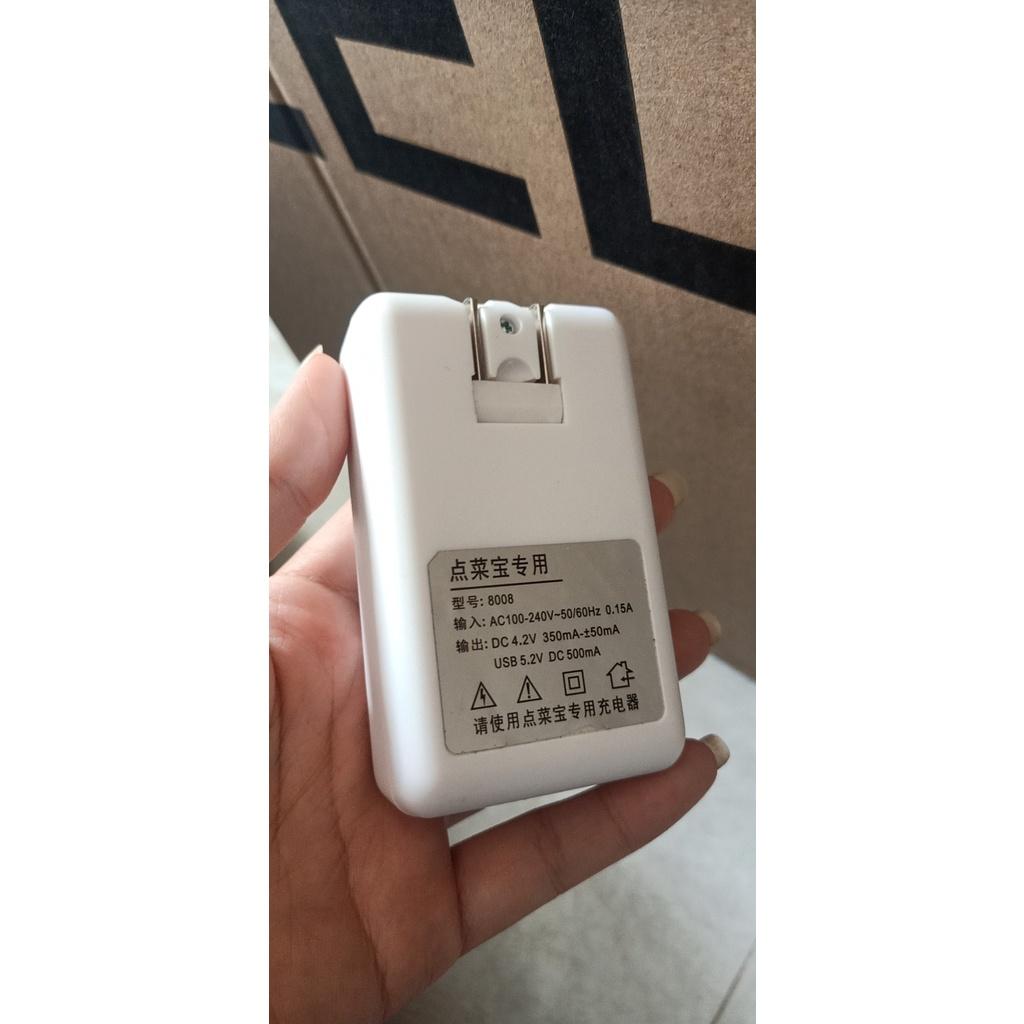 点菜宝专用
型号: 8008
输入: AC100-240V~50/60Hz 0.15A
输出: DC 4.2V 350mA-±50mA
USB 5.2V DC 500mA
请使用点菜宝专用充电器